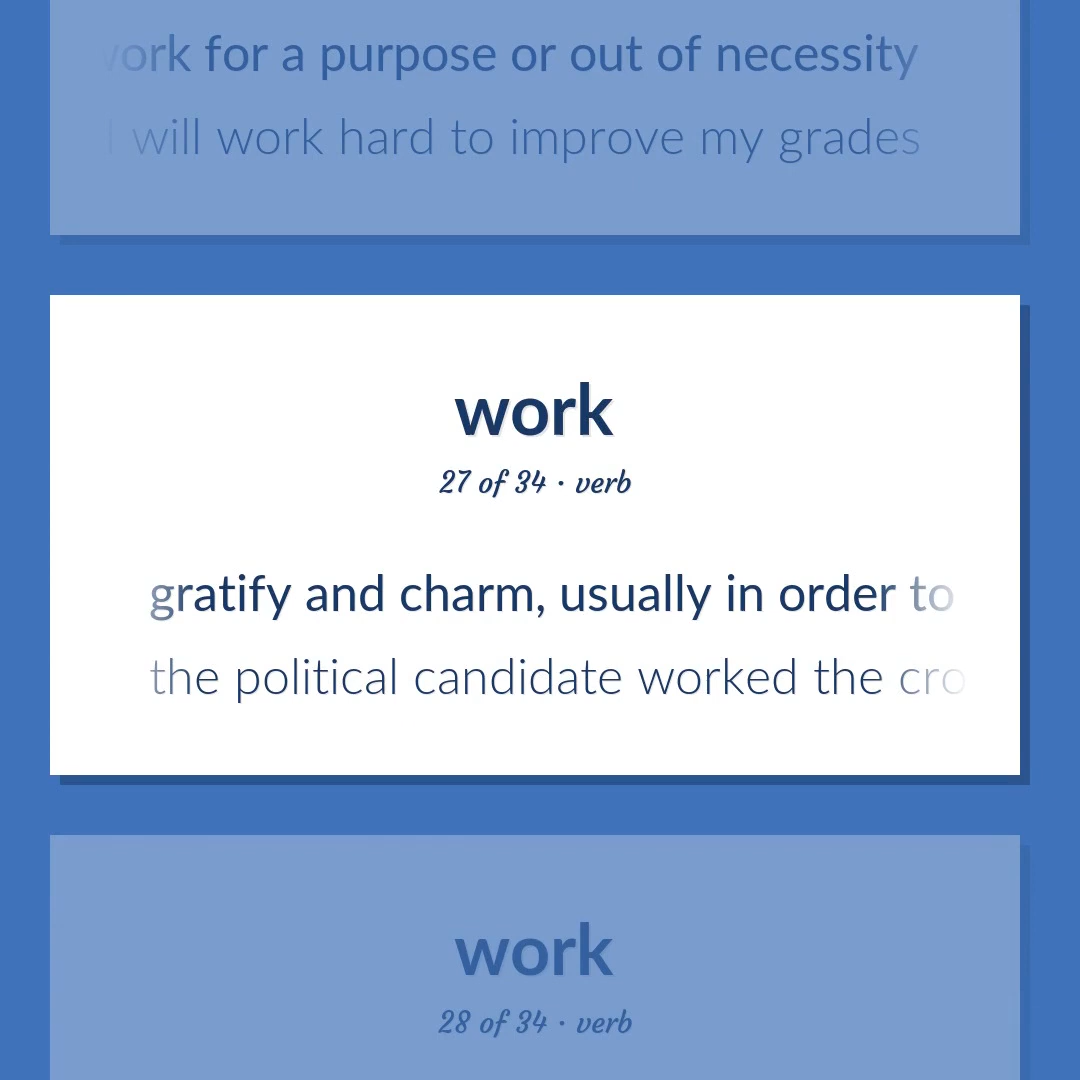 work for a purpose or out of necessity
I will work hard to improve my grades
work
27 of 34 · verb
gratify and charm, usually in order to
the political candidate worked the cro
work
28 of 34 · verb